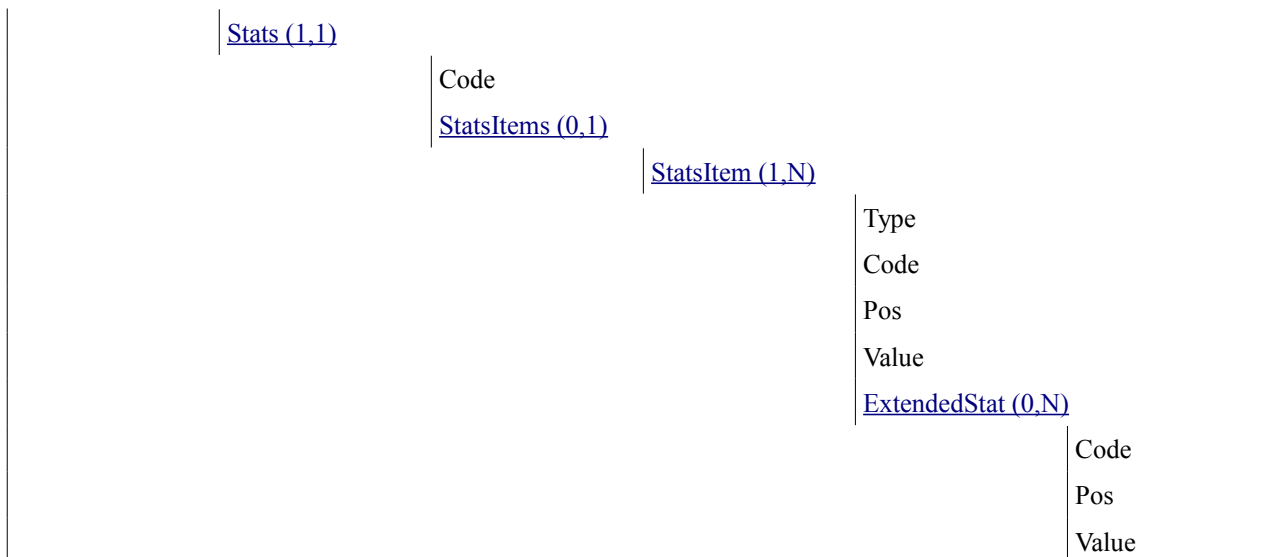 Stats (1,1)
Code
StatsItems (0,1)
StatsItem (1,N)
Type
Code
Pos
Value
ExtendedStat (0,N)
Code
Pos
Value